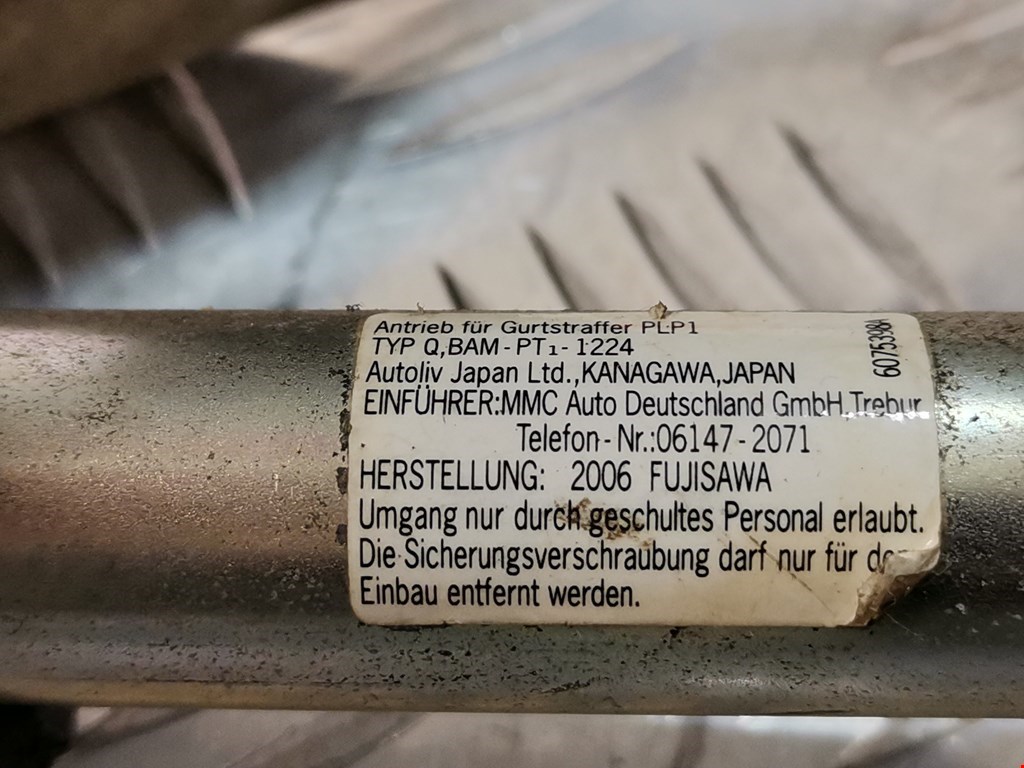 Antrieb für Gurtstraffer PLP1
TYP Q,BAM-PT1-1224
Autoliv Japan Ltd.,KANAGAWA,JAPAN
EINFÜHRER:MMC Auto Deutschland GmbH,Trebur
Telefon-Nr.:06147-2071
HERSTELLUNG: 2006 FUJISAWA
Umgang nur durch geschultes Personal erlaubt.
Die Sicherungsverschraubung darf nur für
Einbau entfernt werden.
6075398A